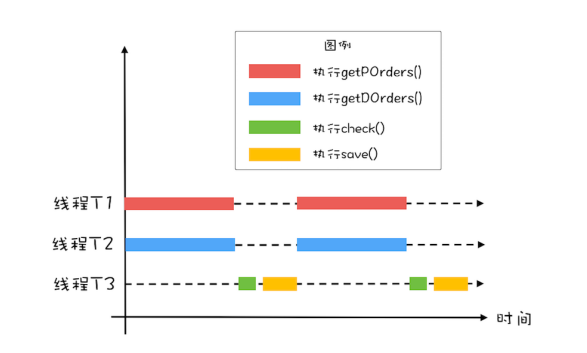 图例
执行getPOrders()
执行getDOrders()
执行check()
执行save()
线程T1
线程T2
线程T3
时间